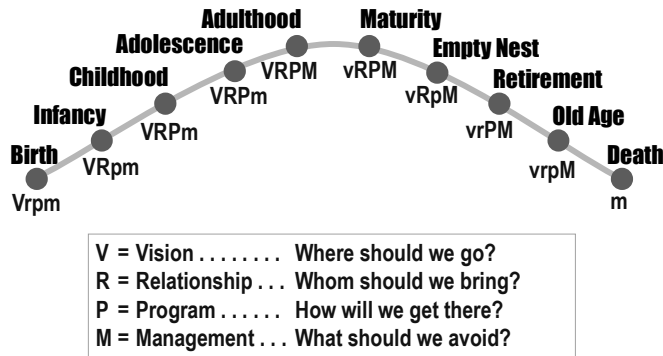 Adulthood
Maturity
Adolescence
VRPM
vRPM
Empty Nest
Childhood
VRPm
vRpM
Retirement
Infancy
VRPm
vrPM
Old Age
Birth
VRpm
vrpM
Death
Vrpm
m
V = Vision . . . . . . . . Where should we go?
R = Relationship . . . Whom should we bring?
P = Program . . . . . . How will we get there?
M = Management . . . What should we avoid?